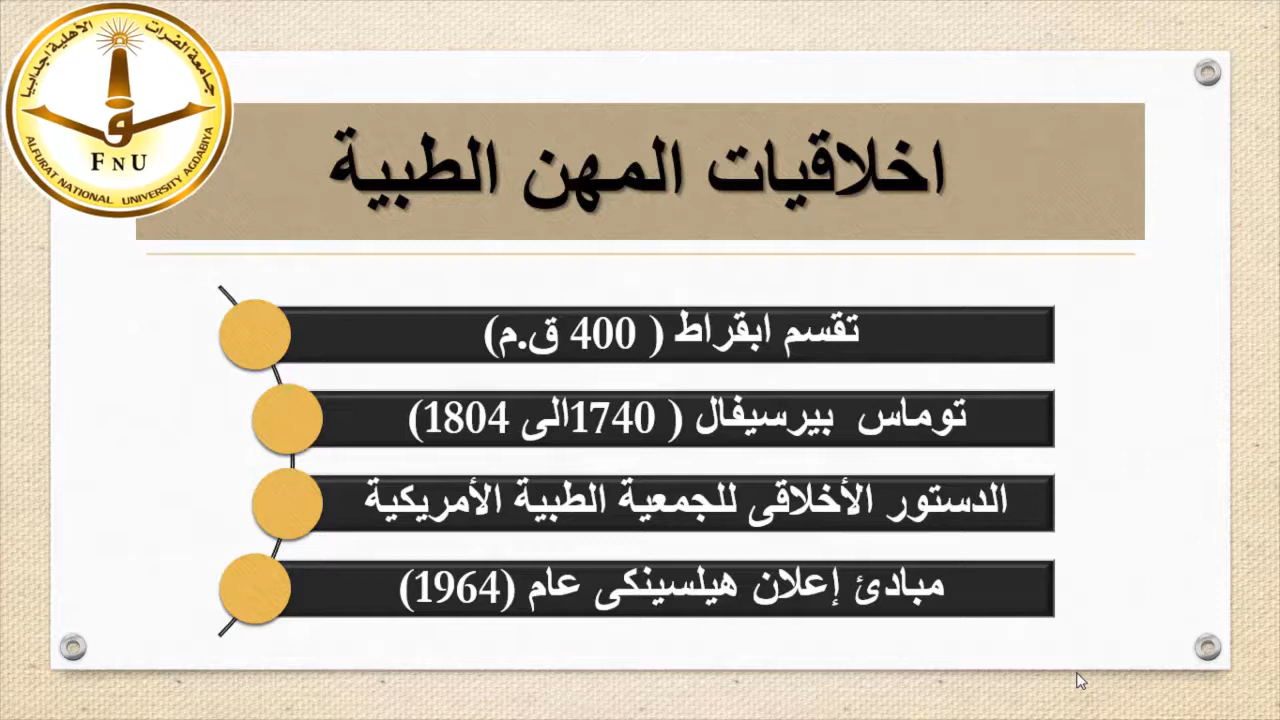 جامعة الفرات الأهلية اجدابيا
FNU
ALFURAT NATIONAL UNIVERSITY AGDABIYA
اخلاقيات المهن الطبية
تقسم ابقراط ( 400 ق.م)
توماس بيرسيفال ( 1740الى 1804)
الدستور الأخلاقى للجمعية الطبية الأمريكية
مبادئ إعلان هيلسينكى عام (1964)